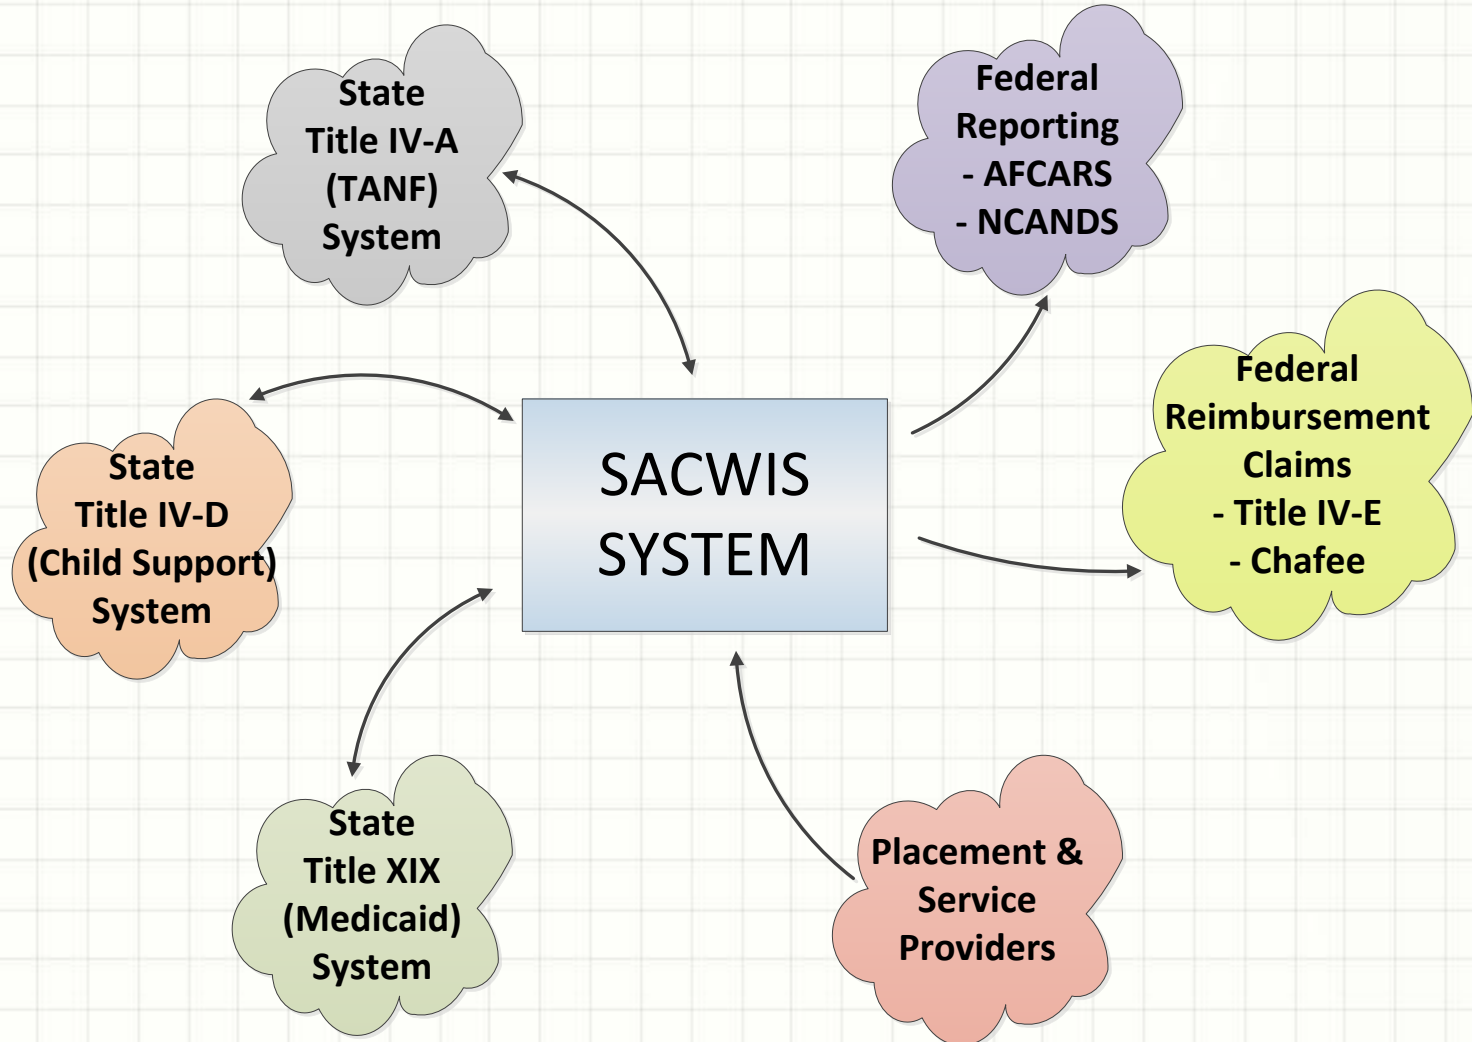 State
Title IV-A
(TANF)
System
Federal
Reporting
- AFCARS
- NCANDS
Federal
Reimbursement
Claims
- Title IV-E
- Chafee
State
Title IV-D
(Child Support)
System
SACWIS
SYSTEM
State
Title XIX
(Medicaid)
System
Placement &
Service
Providers